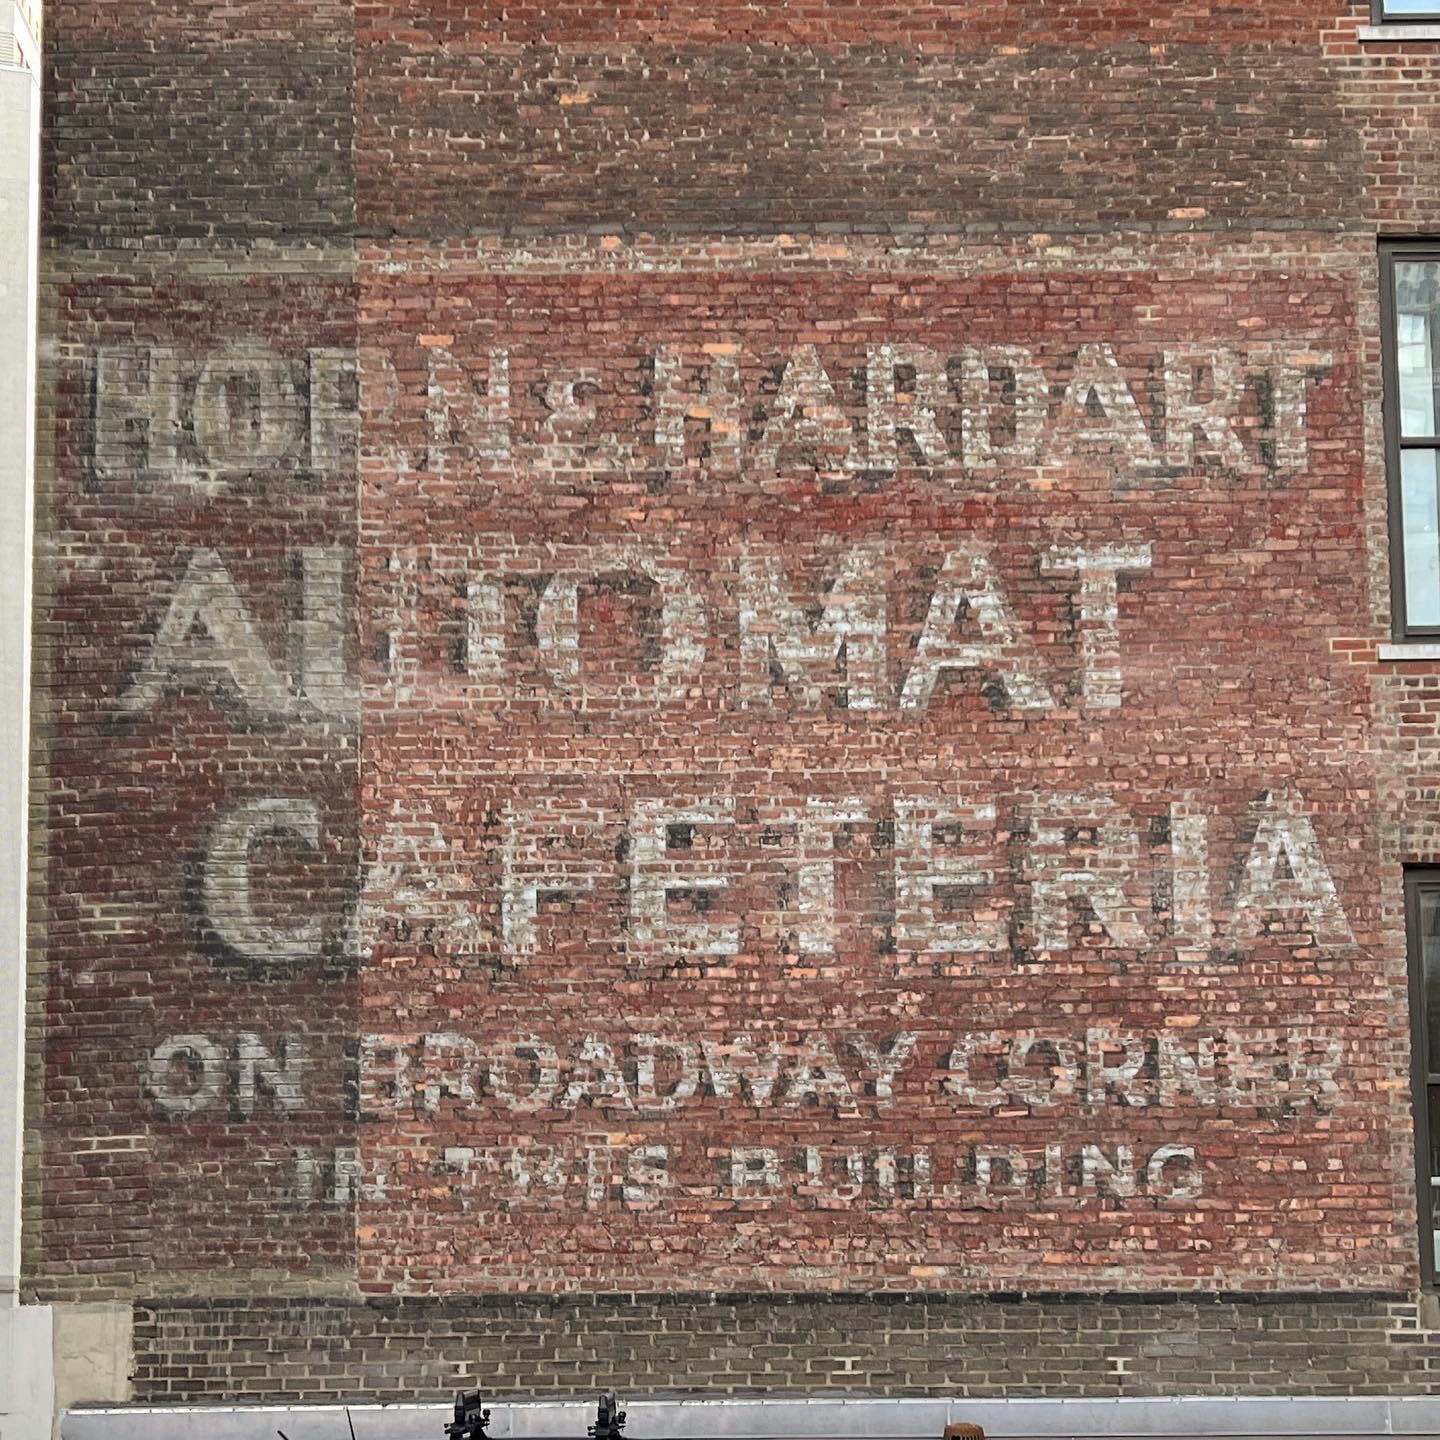 HORN & HARDART
AUTOMAT
CAFETERIA
ON BROADWAY CORNER
IN THIS BUILDING